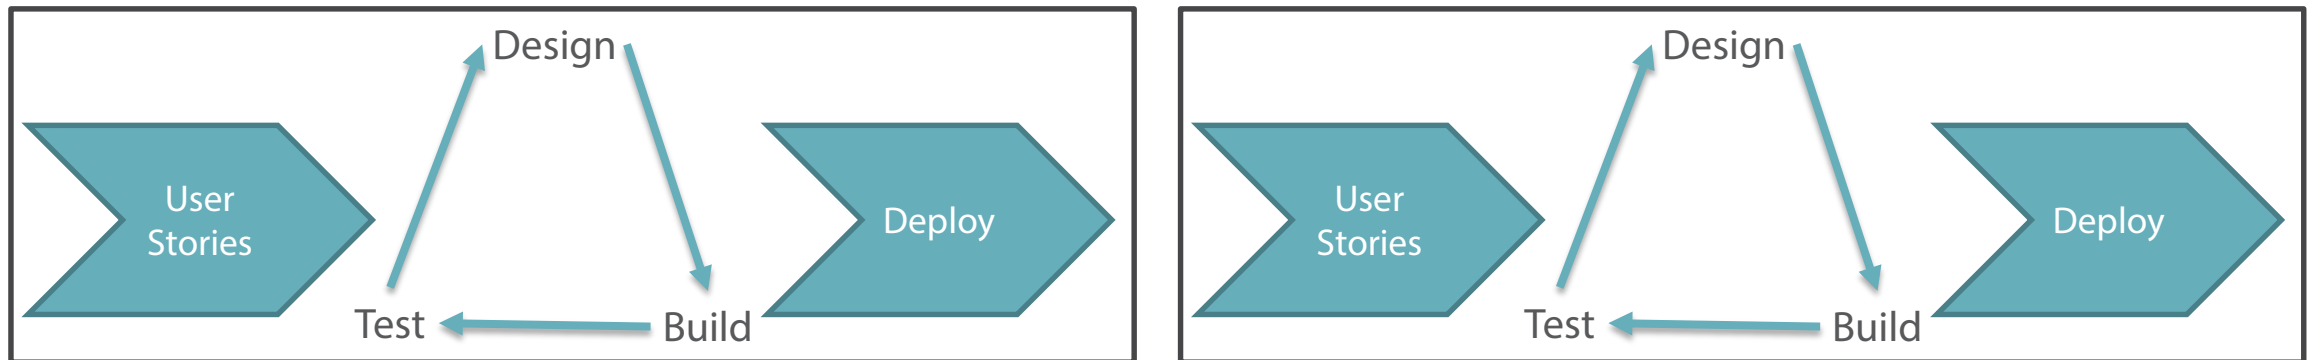 Design
User
Stories
Deploy
Test
Build
Design
User
Stories
Deploy
Test
Build